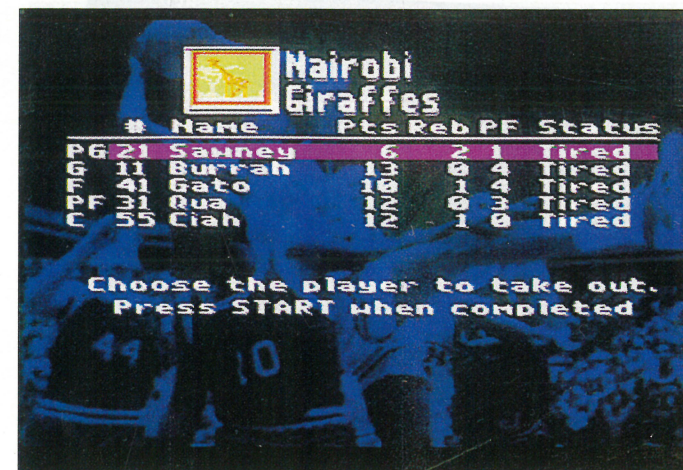 Nairobi
Giraffes
# Name Pts Reb PF Status
PG 21 Sawney 6 2 1 Tired
G 11 Burrah 13 0 4 Tired
F 41 Gato 10 1 4 Tired
PF 31 Qua 12 0 3 Tired
C 55 Ciah 12 1 0 Tired
Choose the player to take out.
Press START when completed
44
10